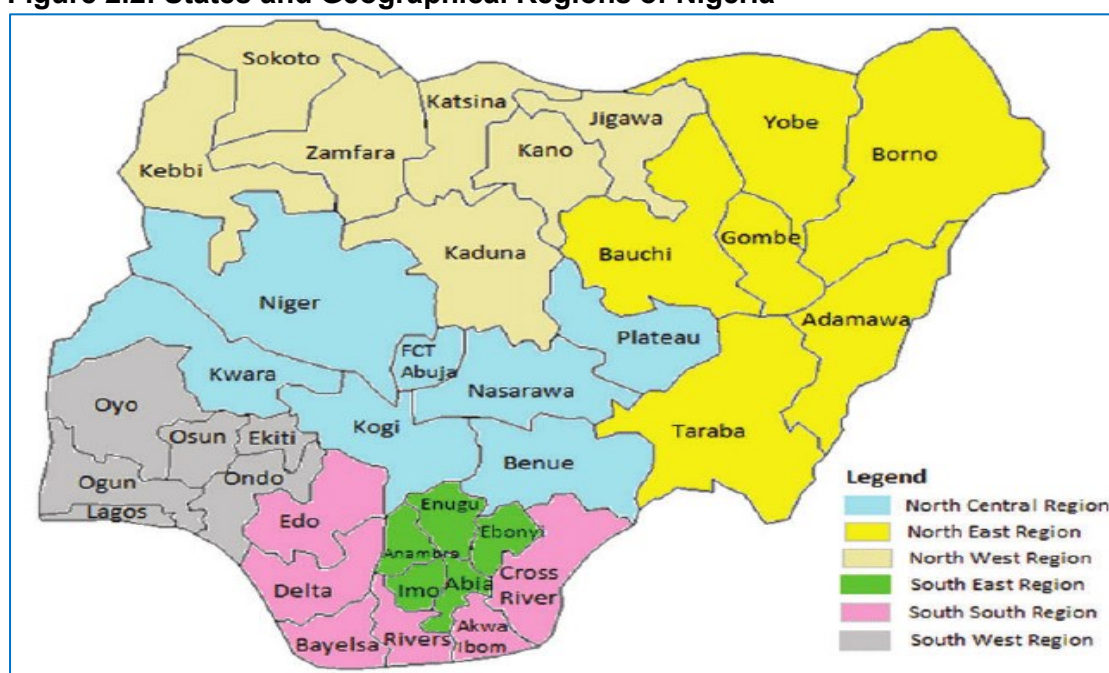 Figure 2.2: States and Geographical Regions of Nigeria
Sokoto
Katsina
Jigawa
Yobe
Borno
Kebbi
Zamfara
Kano
Kaduna
Bauchi
Gombe
Adamawa
Niger
FCT
Abuja
Plateau
Kwara
Nasarawa
Taraba
Oyo
Osun
Ekiti
Kogi
Benue
Ogun
Ondo
Lagos
Edo
Enugu
Ebonyi
Anambra
Imo
Abia
Cross
River
Delta
Bayelsa
Rivers
Akwa
Ibom
Legend
North Central Region
North East Region
North West Region
South East Region
South South Region
South West Region